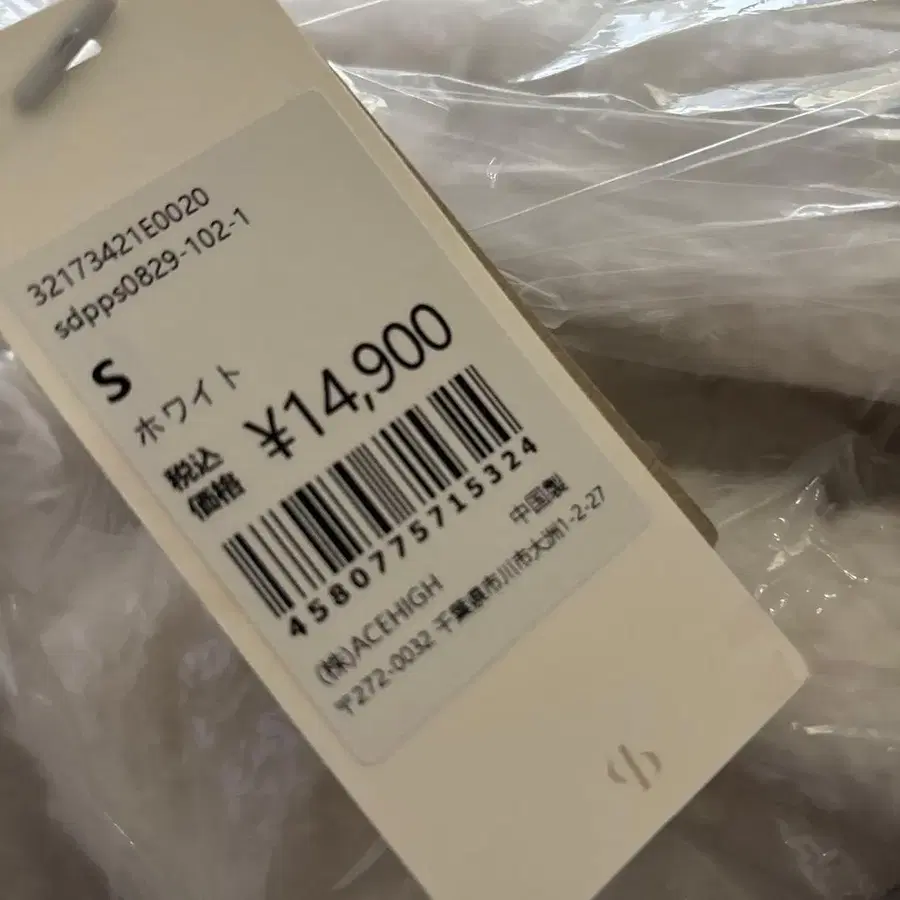 32173421E0020
sdpps0829-102-1
S
ホワイト
税込
価格 ¥14,900
4580775715324
中国製
(株)ACEHIGH
〒272-0032 千葉県市川市大洲1-2-27